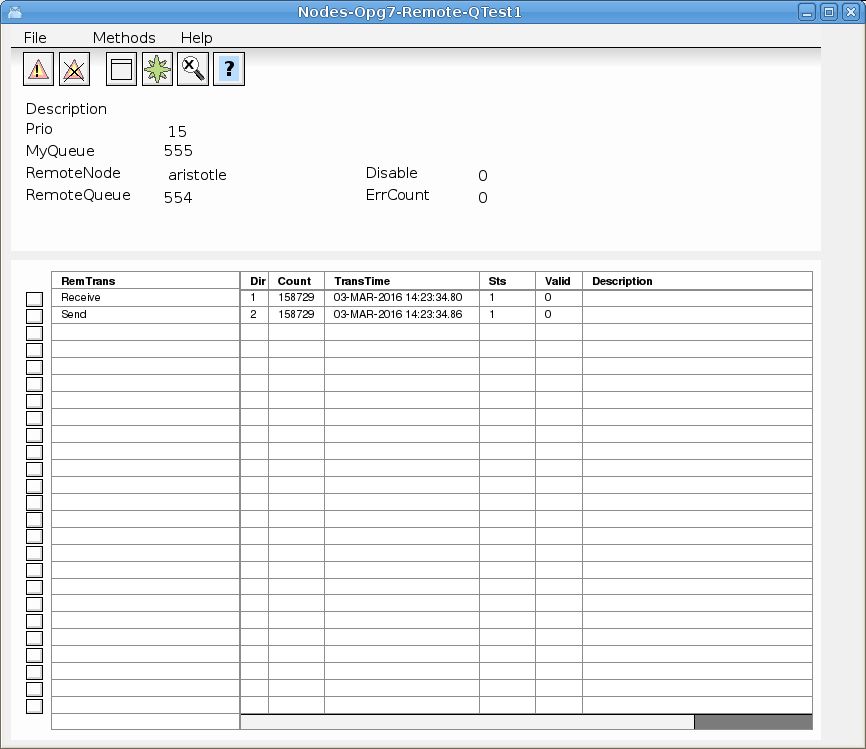 Nodes-Opg7-Remote-QTest1
File Methods Help
?
Description
Prio 15
MyQueue 555
RemoteNode aristotle Disable 0
RemoteQueue 554 ErrCount 0
RemTrans Dir Count TransTime Sts Valid Description
Receive 1 158729 03-MAR-2016 14:23:34.80 1 0
Send 2 158729 03-MAR-2016 14:23:34.86 1 0